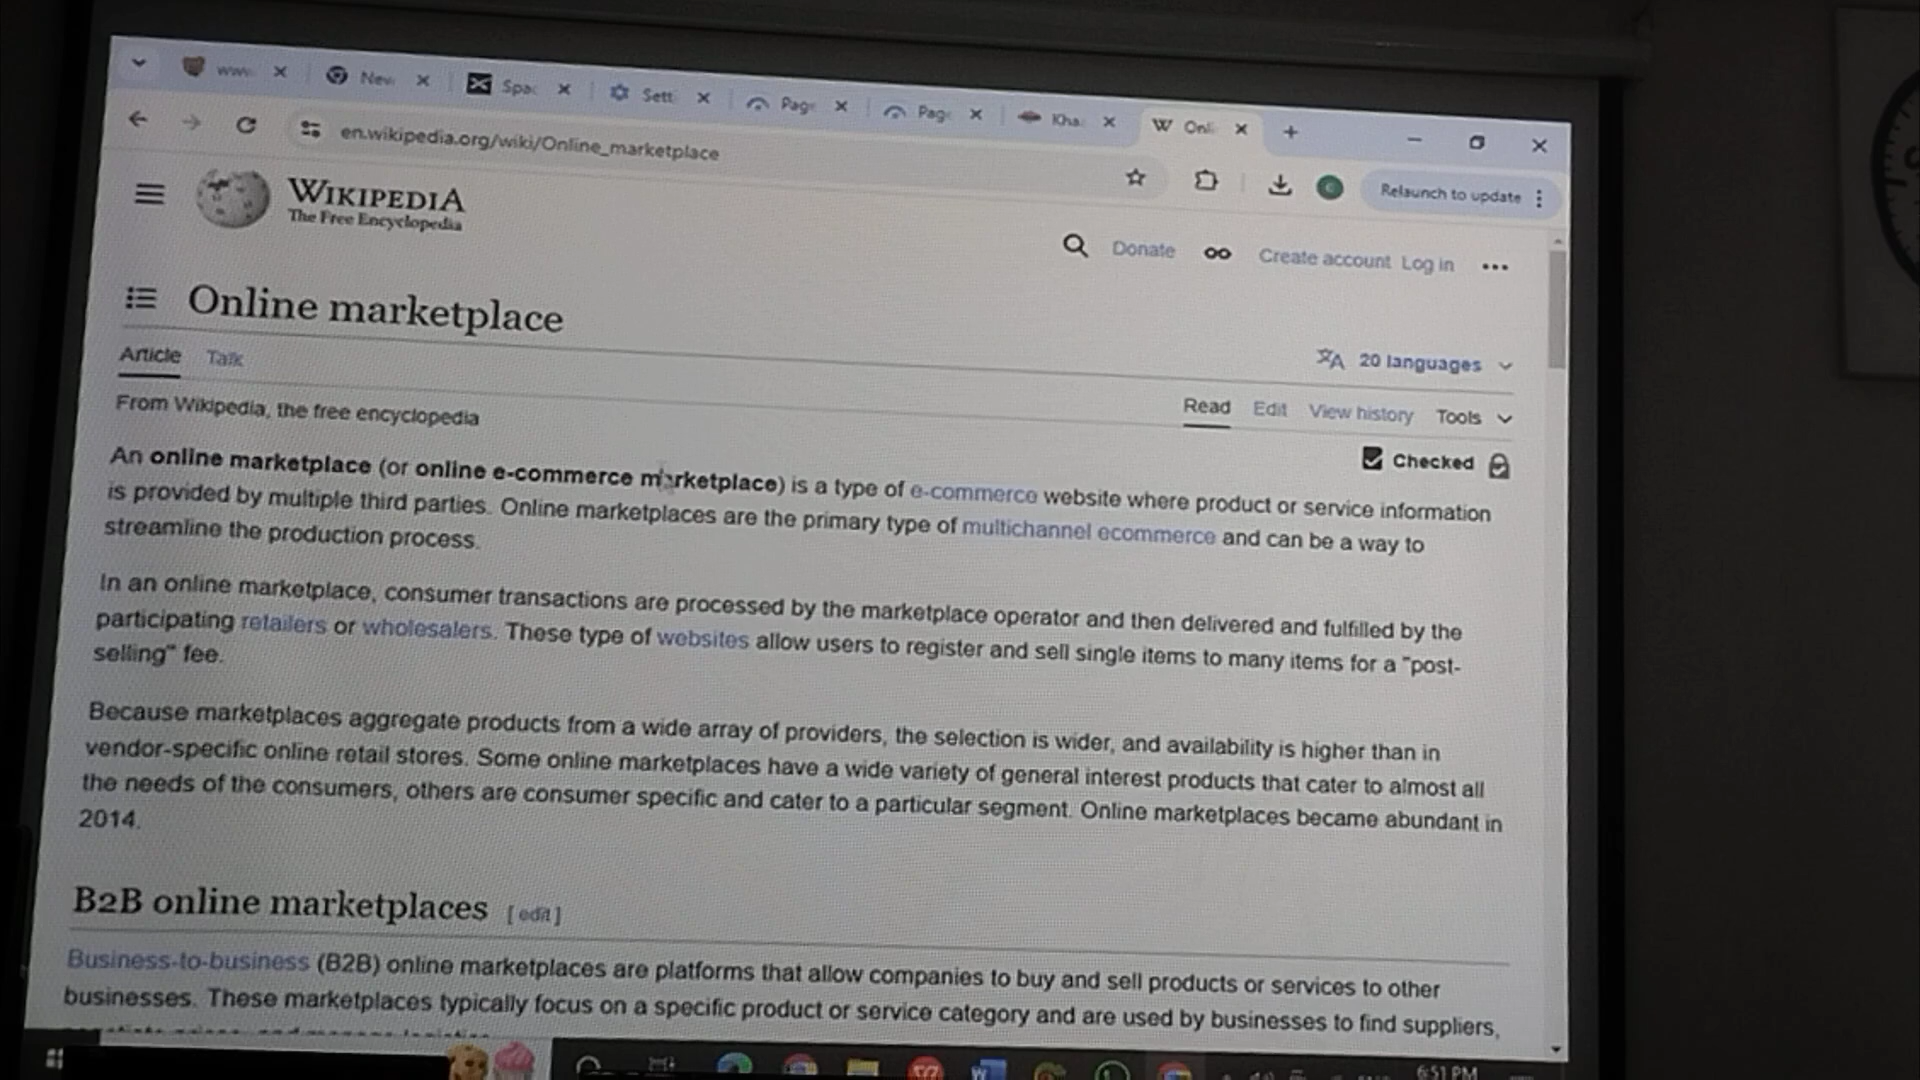 www
New
Spac
Sett
Page
Page
Kha
Onli
en.wikipedia.org/wiki/Online_marketplace
Relaunch to update
WIKIPEDIA
The Free Encyclopedia
Donate
Create account Log in
Online marketplace
20 languages
Article Talk
Read Edit View history Tools
From Wikipedia, the free encyclopedia
Checked
An online marketplace (or online e-commerce marketplace) is a type of e-commerce website where product or service information
is provided by multiple third parties. Online marketplaces are the primary type of multichannel ecommerce and can be a way to
streamline the production process.
In an online marketplace, consumer transactions are processed by the marketplace operator and then delivered and fulfilled by the
participating retailers or wholesalers. These type of websites allow users to register and sell single items to many items for a "post-
selling" fee.
Because marketplaces aggregate products from a wide array of providers, the selection is wider, and availability is higher than in
vendor-specific online retail stores. Some online marketplaces have a wide variety of general interest products that cater to almost all
the needs of the consumers, others are consumer specific and cater to a particular segment. Online marketplaces became abundant in
2014.
B2B online marketplaces [ edit ]
Business-to-business (B2B) online marketplaces are platforms that allow companies to buy and sell products or services to other
businesses. These marketplaces typically focus on a specific product or service category and are used by businesses to find suppliers,
6:51 PM